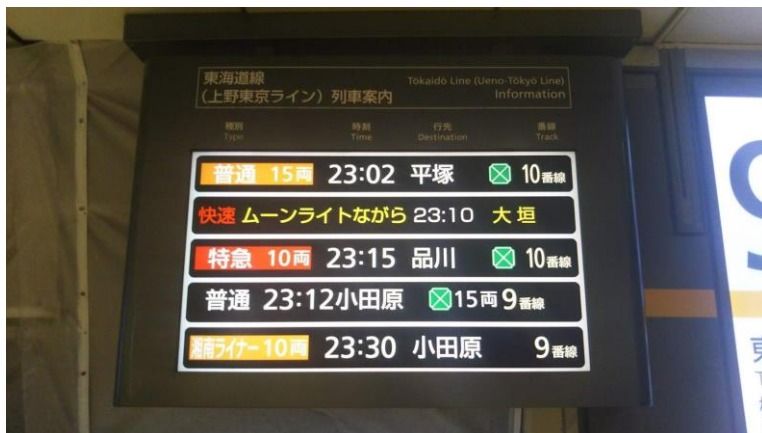 東海道線 Tōkaidō Line (Ueno-Tōkyō Line)
(上野東京ライン) 列車案内 Information
種別 時刻 行先 番線
Type Time Destination Track
普通 15両 23:02 平塚 10番線
快速 ムーンライトながら 23:10 大垣
特急 10両 23:15 品川 10番線
普通 23:12小田原 15両 9番線
湘南ライナー 10両 23:30 小田原 9番線